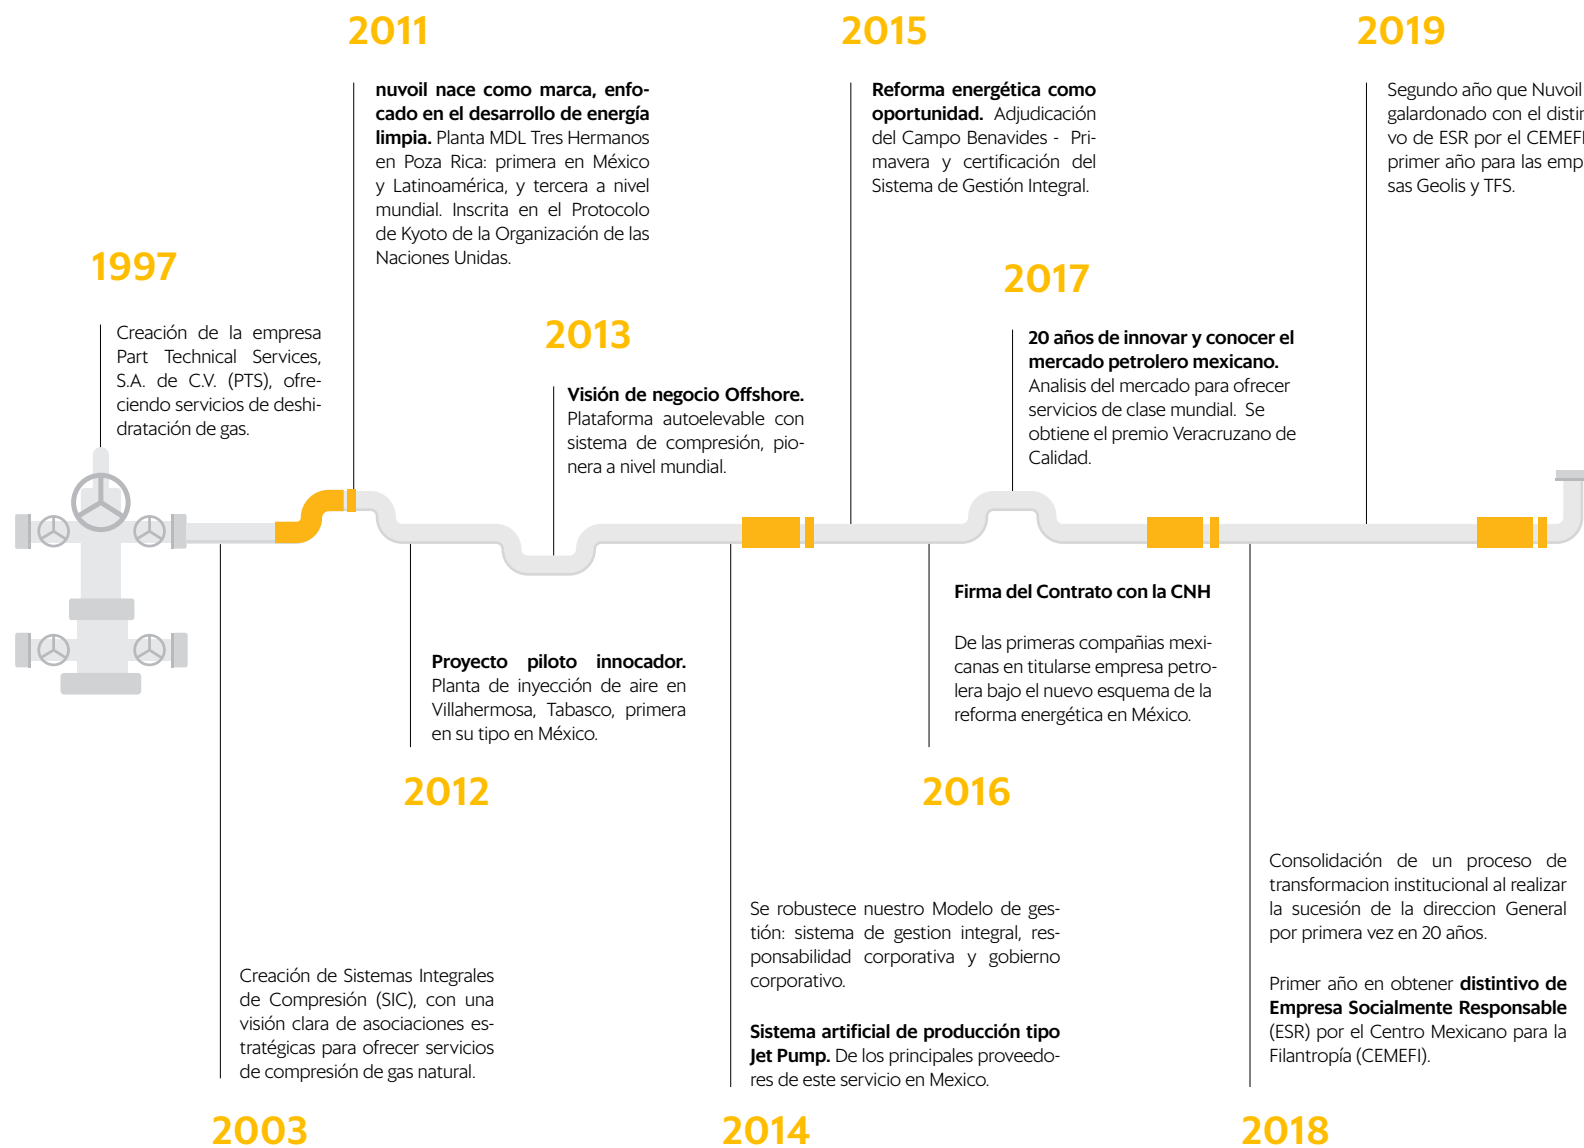 2011
nuvoil nace como marca, enfo-
cado en el desarrollo de energía
limpia. Planta MDL Tres Hermanos
en Poza Rica: primera en México
y Latinoamérica, y tercera a nivel
mundial. Inscrita en el Protocolo
de Kyoto de la Organización de las
Naciones Unidas.
2015
Reforma energética como
oportunidad. Adjudicación
del Campo Benavides - Pri-
mavera y certificación del
Sistema de Gestión Integral.
2019
Segundo año que Nuvoil
galardonado con el distin
vo de ESR por el CEMEFI
primer año para las emp
sas Geolis y TFS.
1997
Creación de la empresa
Part Technical Services,
S.A. de C.V. (PTS), ofre-
ciendo servicios de deshi-
dratación de gas.
2013
Visión de negocio Offshore.
Plataforma autoelevable con
sistema de compresión, pio-
nera a nivel mundial.
2017
20 años de innovar y conocer el
mercado petrolero mexicano.
Analisis del mercado para ofrecer
servicios de clase mundial. Se
obtiene el premio Veracruzano de
Calidad.
Proyecto piloto innocador.
Planta de inyección de aire en
Villahermosa, Tabasco, primera
en su tipo en México.
2012
Firma del Contrato con la CNH
De las primeras compañias mexi-
canas en titularse empresa petro-
lera bajo el nuevo esquema de la
reforma energética en México.
2016
Creación de Sistemas Integrales
de Compresión (SIC), con una
visión clara de asociaciones es-
tratégicas para ofrecer servicios
de compresión de gas natural.
2003
Se robustece nuestro Modelo de ges-
tión: sistema de gestion integral, res-
ponsabilidad corporativa y gobierno
corporativo.
Sistema artificial de producción tipo
Jet Pump. De los principales proveedo-
res de este servicio en Mexico.
2014
Consolidación de un proceso de
transformacion institucional al realizar
la sucesión de la direccion General
por primera vez en 20 años.
Primer año en obtener distintivo de
Empresa Socialmente Responsable
(ESR) por el Centro Mexicano para la
Filantropía (CEMEFI).
2018